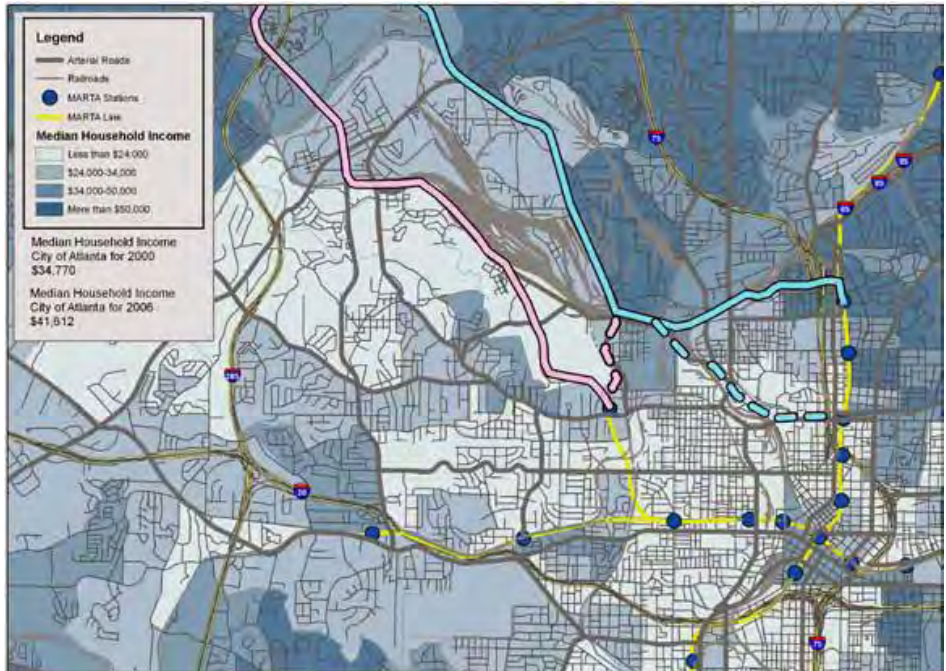 Legend
Arterial Roads
Railroads
MARTA Stations
MARTA Line
Median Household Income
Less than $24,000
$24,000-34,000
$34,000-50,000
More than $50,000
Median Household Income
City of Atlanta for 2000
$34,770
Median Household Income
City of Atlanta for 2006
$41,612
75
85
85
85
285
20
75